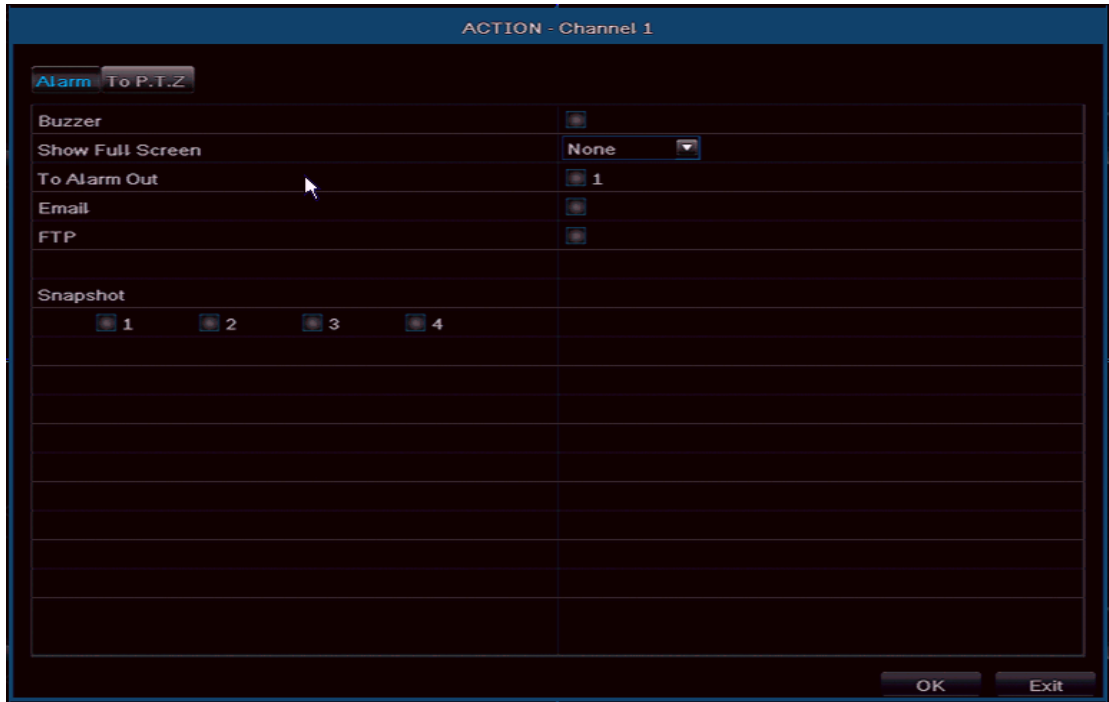 ACTION - Channel 1
Alarm To P.T.Z
Buzzer
Show Full Screen None
To Alarm Out 1
Email
FTP
Snapshot
1 2 3 4
OK Exit